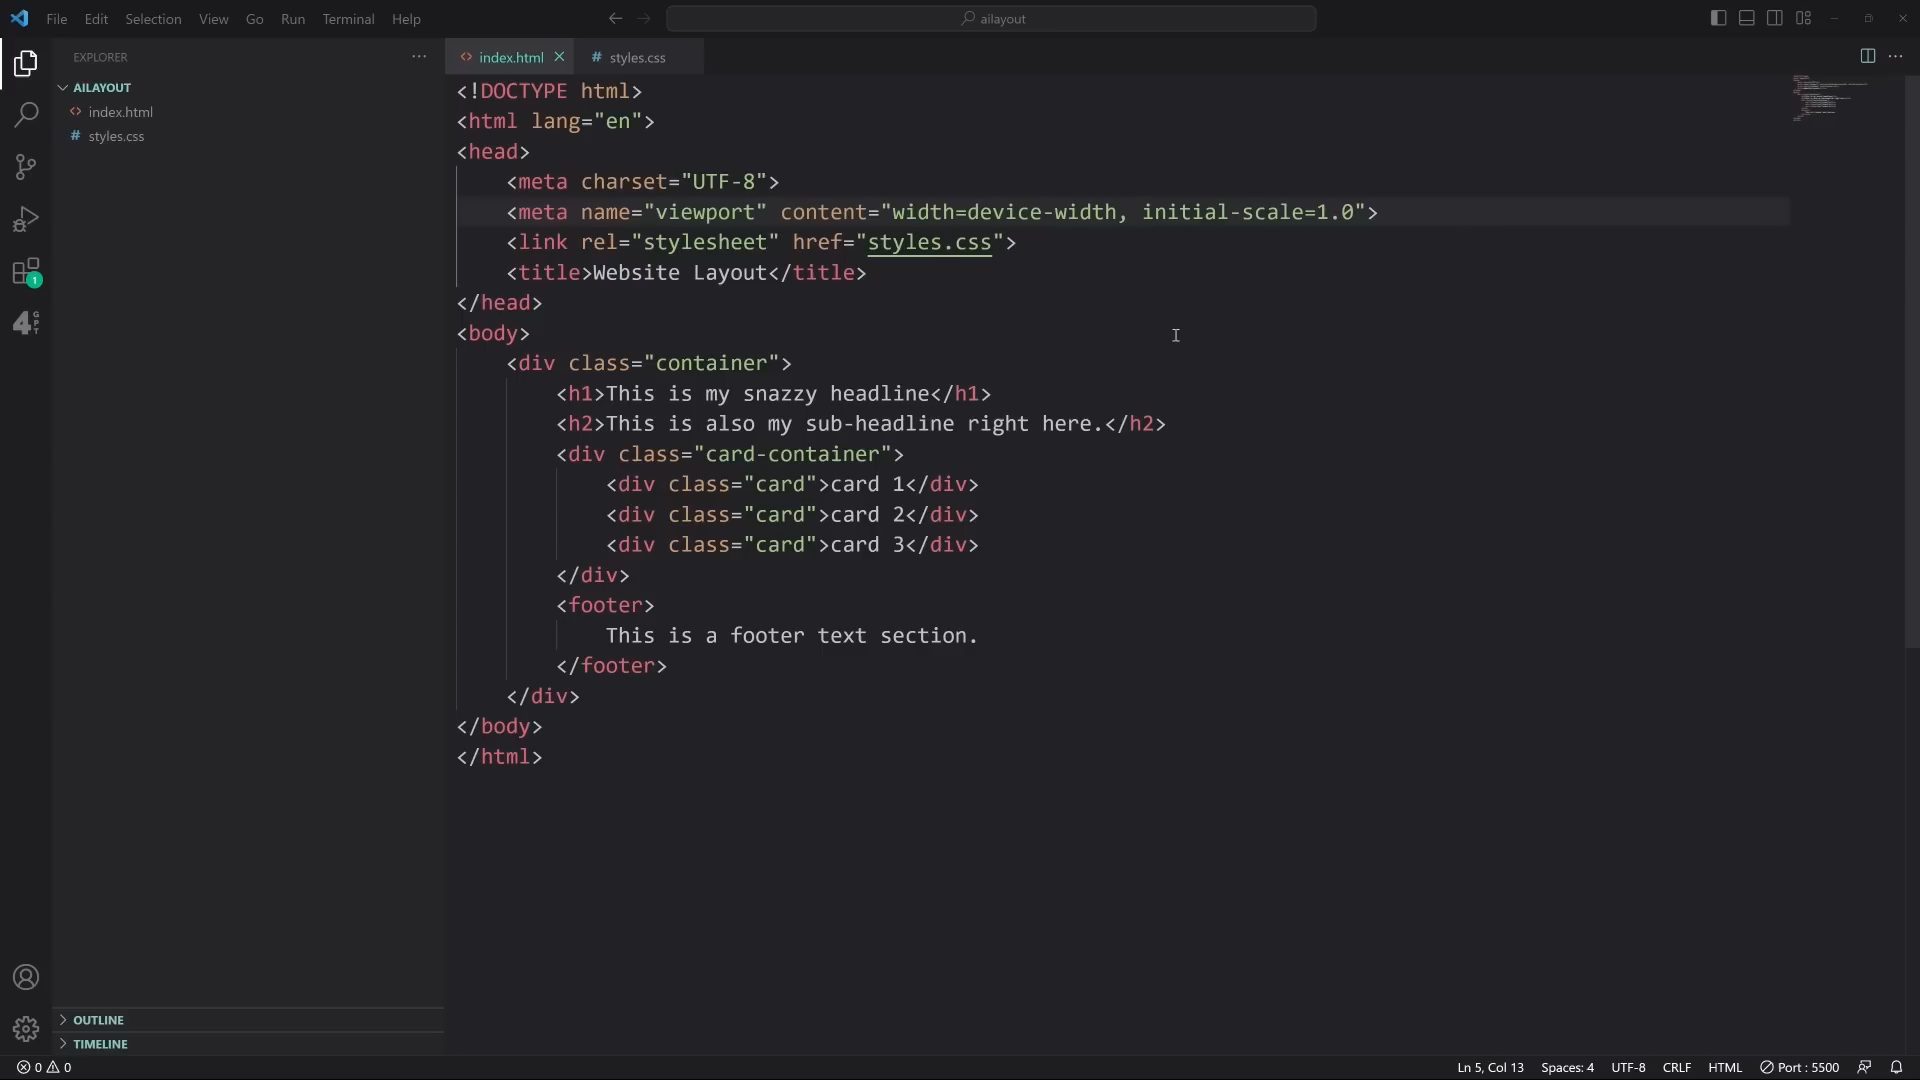 File Edit Selection View Go Run Terminal Help
ailayout
EXPLORER
AILAYOUT
index.html
styles.css
1
4 GPT
index.html
styles.css
<!DOCTYPE html>
<html lang="en">
<head>
<meta charset="UTF-8">
<meta name="viewport" content="width=device-width, initial-scale=1.0">
<link rel="stylesheet" href="styles.css">
<title>Website Layout</title>
</head>
<body>
<div class="container">
<h1>This is my snazzy headline</h1>
<h2>This is also my sub-headline right here.</h2>
<div class="card-container">
<div class="card">card 1</div>
<div class="card">card 2</div>
<div class="card">card 3</div>
</div>
<footer>
This is a footer text section.
</footer>
</div>
</body>
</html>
OUTLINE
TIMELINE
0 0 Ln 5, Col 13 Spaces: 4 UTF-8 CRLF HTML Port : 5500